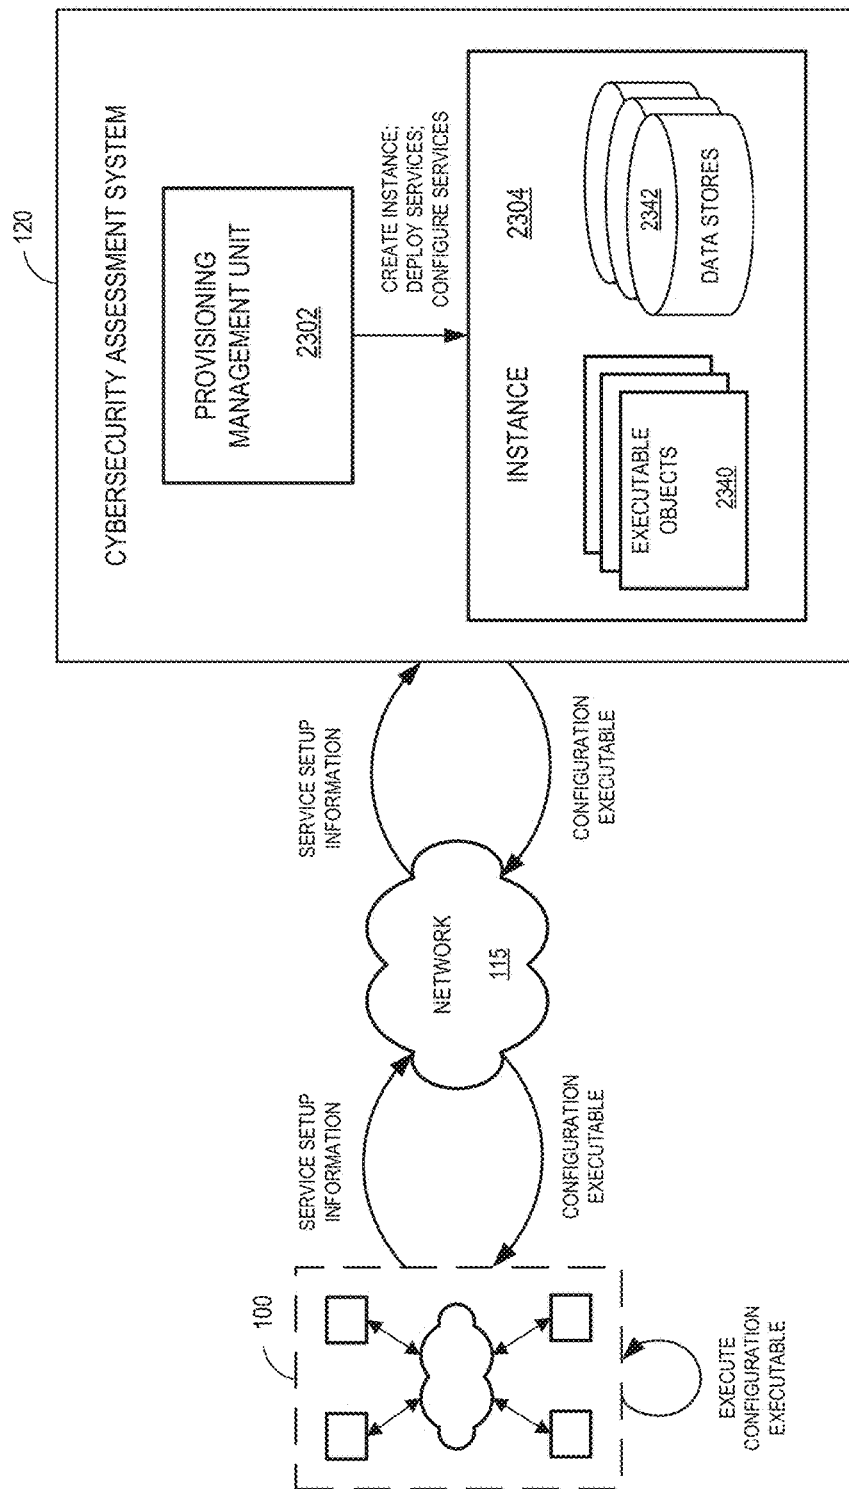 120
CYBERSECURITY ASSESSMENT SYSTEM
PROVISIONING
MANAGEMENT UNIT
2302
CREATE INSTANCE;
DEPLOY SERVICES;
CONFIGURE SERVICES
INSTANCE
2304
EXECUTABLE
OBJECTS
2340
2342
DATA STORES
SERVICE SETUP
INFORMATION
CONFIGURATION
EXECUTABLE
NETWORK
115
SERVICE SETUP
INFORMATION
CONFIGURATION
EXECUTABLE
100
EXECUTE
CONFIGURATION
EXECUTABLE